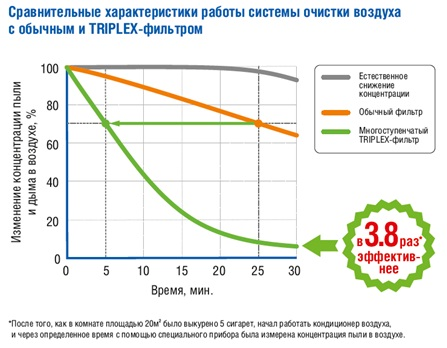 Сравнительные характеристики работы системы очистки воздуха
с обычным и TRIPLEX-фильтром
Изменение концентрации пыли
и дыма в воздухе, %
100
80
60
40
20
0
0
5
10
15
20
25
30
Время, мин.
Естественное
снижение
концентрации
Обычный фильтр
Многоступенчатый
TRIPLEX-фильтр
в 3.8 раз*
эффектив-
нее
*После того, как в комнате площадью 20м² было выкурено 5 сигарет, начал работать кондиционер воздуха,
и через определенное время с помощью специального прибора была измерена концентрация пыли в воздухе.